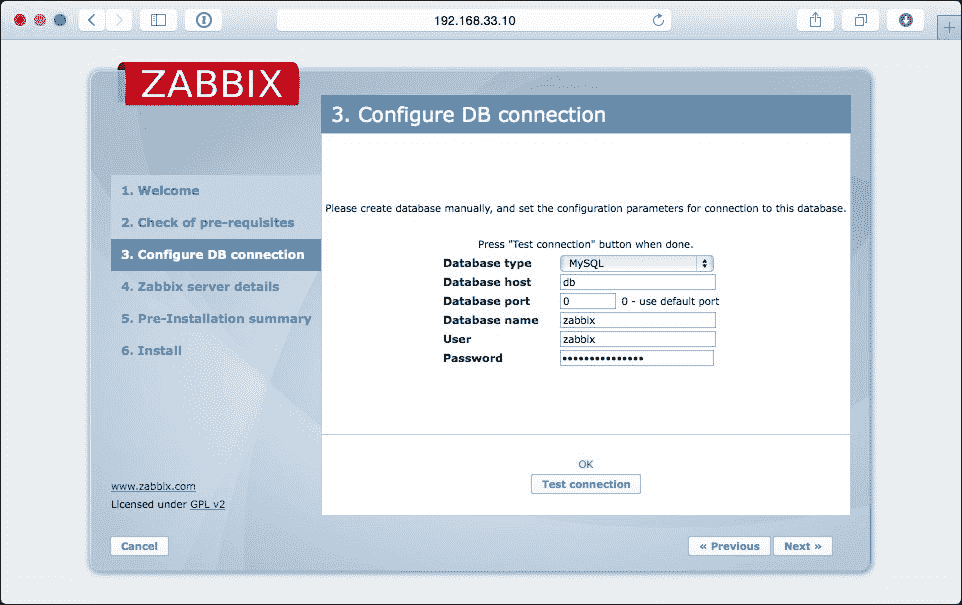 192.168.33.10
ZABBIX
3. Configure DB connection
1. Welcome
2. Check of pre-requisites
3. Configure DB connection
4. Zabbix server details
5. Pre-Installation summary
6. Install
Please create database manually, and set the configuration parameters for connection to this database.
Press "Test connection" button when done.
Database type MySQL
Database host db
Database port 0 0 - use default port
Database name zabbix
User zabbix
Password •••••••••••••••
OK
Test connection
www.zabbix.com
Licensed under GPL v2
Cancel
« Previous Next »